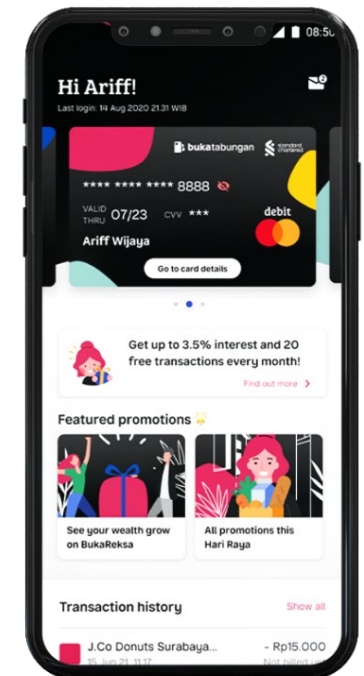 08:50
Hi Ariff!
2
Last login: 14 Aug 2020 21.31 WIB
bukatabungan
standard
chartered
**** **** **** 8888
VALID
THRU 07/23 CVV ***
debit
Ariff Wijaya
Go to card details
Get up to 3.5% interest and 20
free transactions every month!
Find out more
Featured promotions
See your wealth grow
on BukaReksa
All promotions this
Hari Raya
Transaction history
Show all
J.Co Donuts Surabaya...
- Rp15.000
15 Jun 21, 11.17
Not billed yet